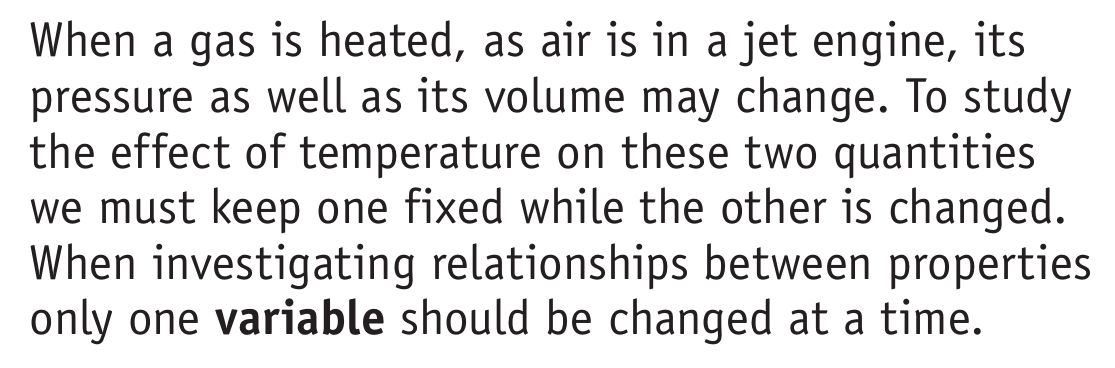 When a gas is heated, as air is in a jet engine, its
pressure as well as its volume may change. To study
the effect of temperature on these two quantities
we must keep one fixed while the other is changed.
When investigating relationships between properties
only one variable should be changed at a time.